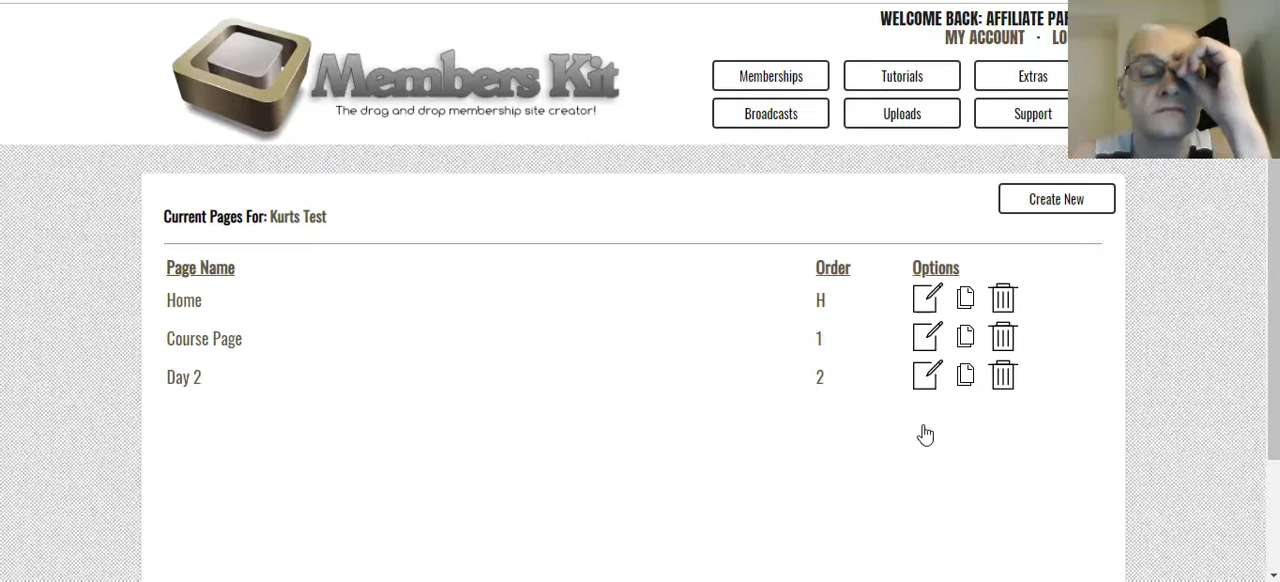 WELCOME BACK: AFFILIATE
MY ACCOUNT ·
Members Kit
The drag and drop membership site creator!
Memberships Tutorials Extras
Broadcasts Uploads Support
Create New
Current Pages For: Kurts Test
Page Name Order Options
Home H
Course Page 1
Day 2 2